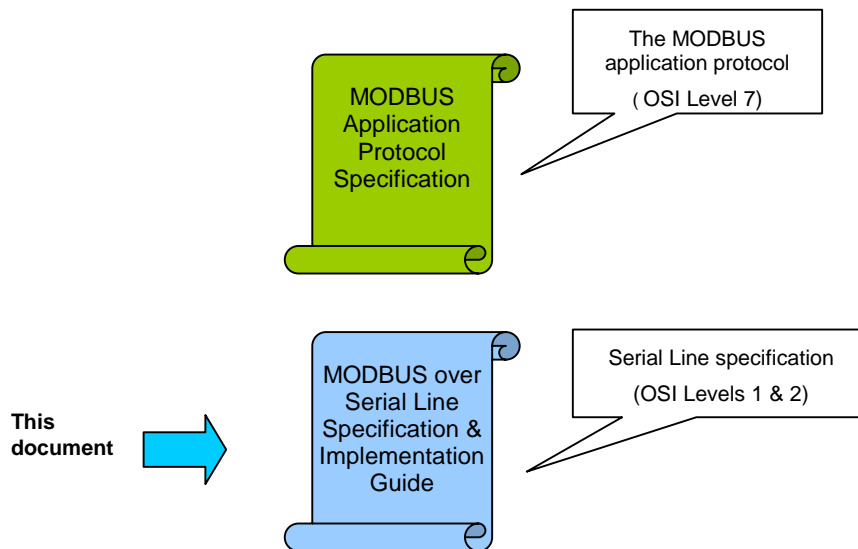 The MODBUS
application protocol
( OSI Level 7)
MODBUS
Application
Protocol
Specification
Serial Line specification
(OSI Levels 1 & 2)
MODBUS over
Serial Line
Specification &
Implementation
Guide
This
document